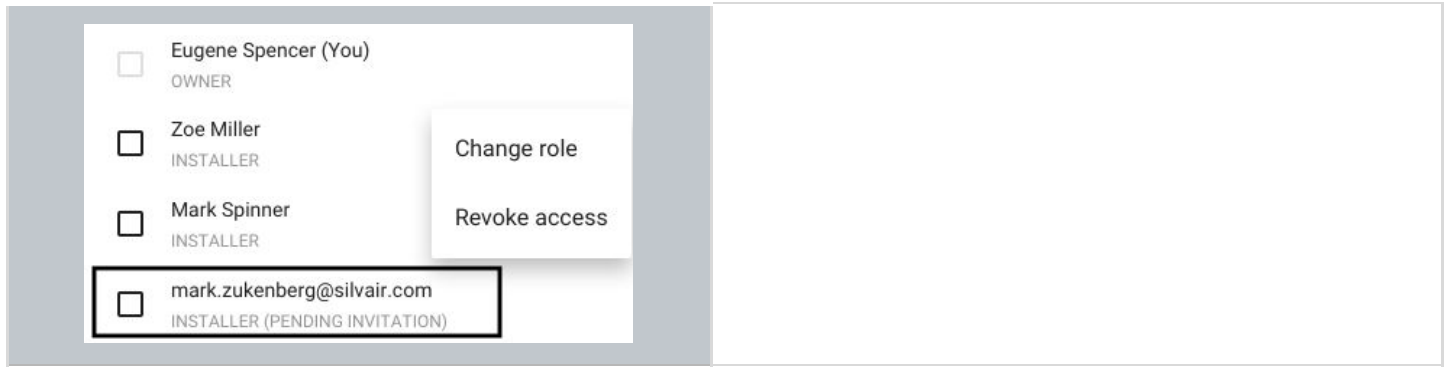 Eugene Spencer (You)
OWNER
Zoe Miller
INSTALLER
Change role
Mark Spinner
INSTALLER
Revoke access
mark.zukenberg@silvair.com
INSTALLER (PENDING INVITATION)